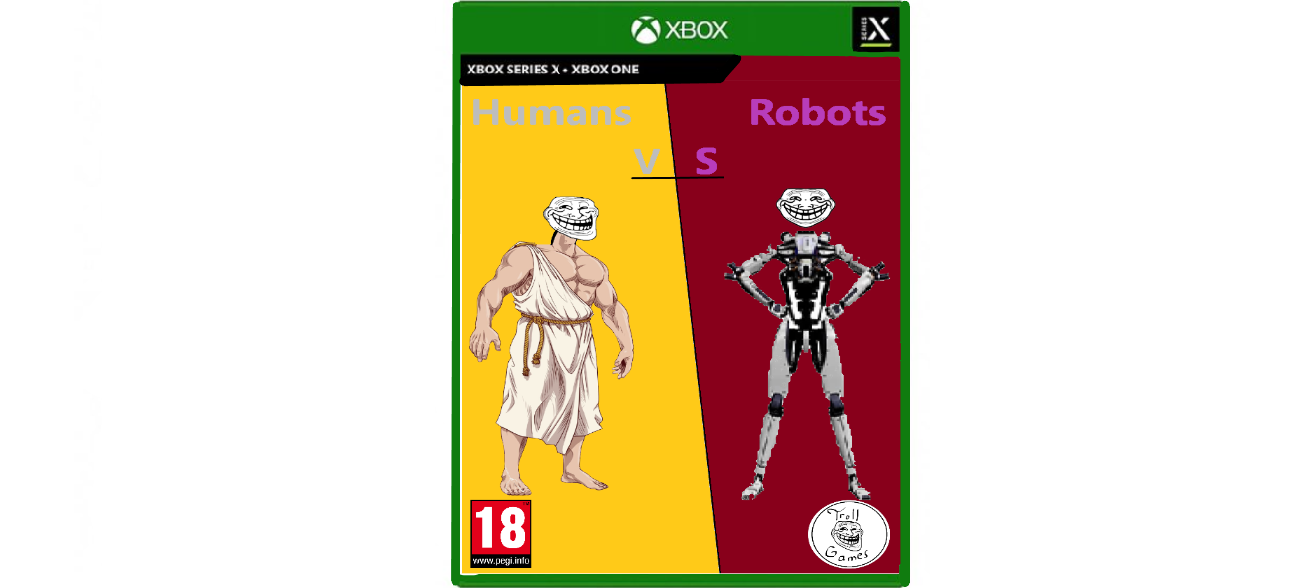 XBOX
SERIES X
XBOX SERIES X • XBOX ONE
Humans Robots
V S
18
www.pegi.info
Troll
Games